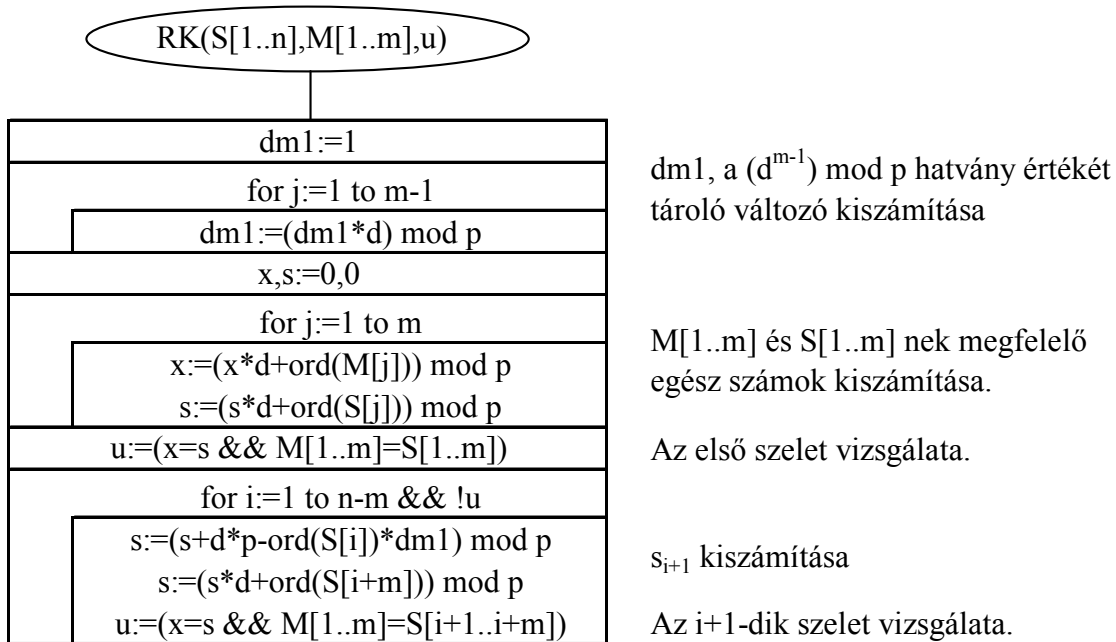 RK(S[1..n],M[1..m],u)
dm1:=1
for j:=1 to m-1
dm1:=(dm1*d) mod p
dm1, a (d^{m-1}) mod p hatvány értékét
tároló változó kiszámítása
x,s:=0,0
for j:=1 to m
x:=(x*d+ord(M[j])) mod p
s:=(s*d+ord(S[j])) mod p
M[1..m] és S[1..m] nek megfelelő
egész számok kiszámítása.
u:=(x=s && M[1..m]=S[1..m])
Az első szelet vizsgálata.
for i:=1 to n-m && !u
s:=(s+d*p-ord(S[i])*dm1) mod p
s:=(s*d+ord(S[i+m])) mod p
s_{i+1} kiszámítása
u:=(x=s && M[1..m]=S[i+1..i+m])
Az i+1-dik szelet vizsgálata.